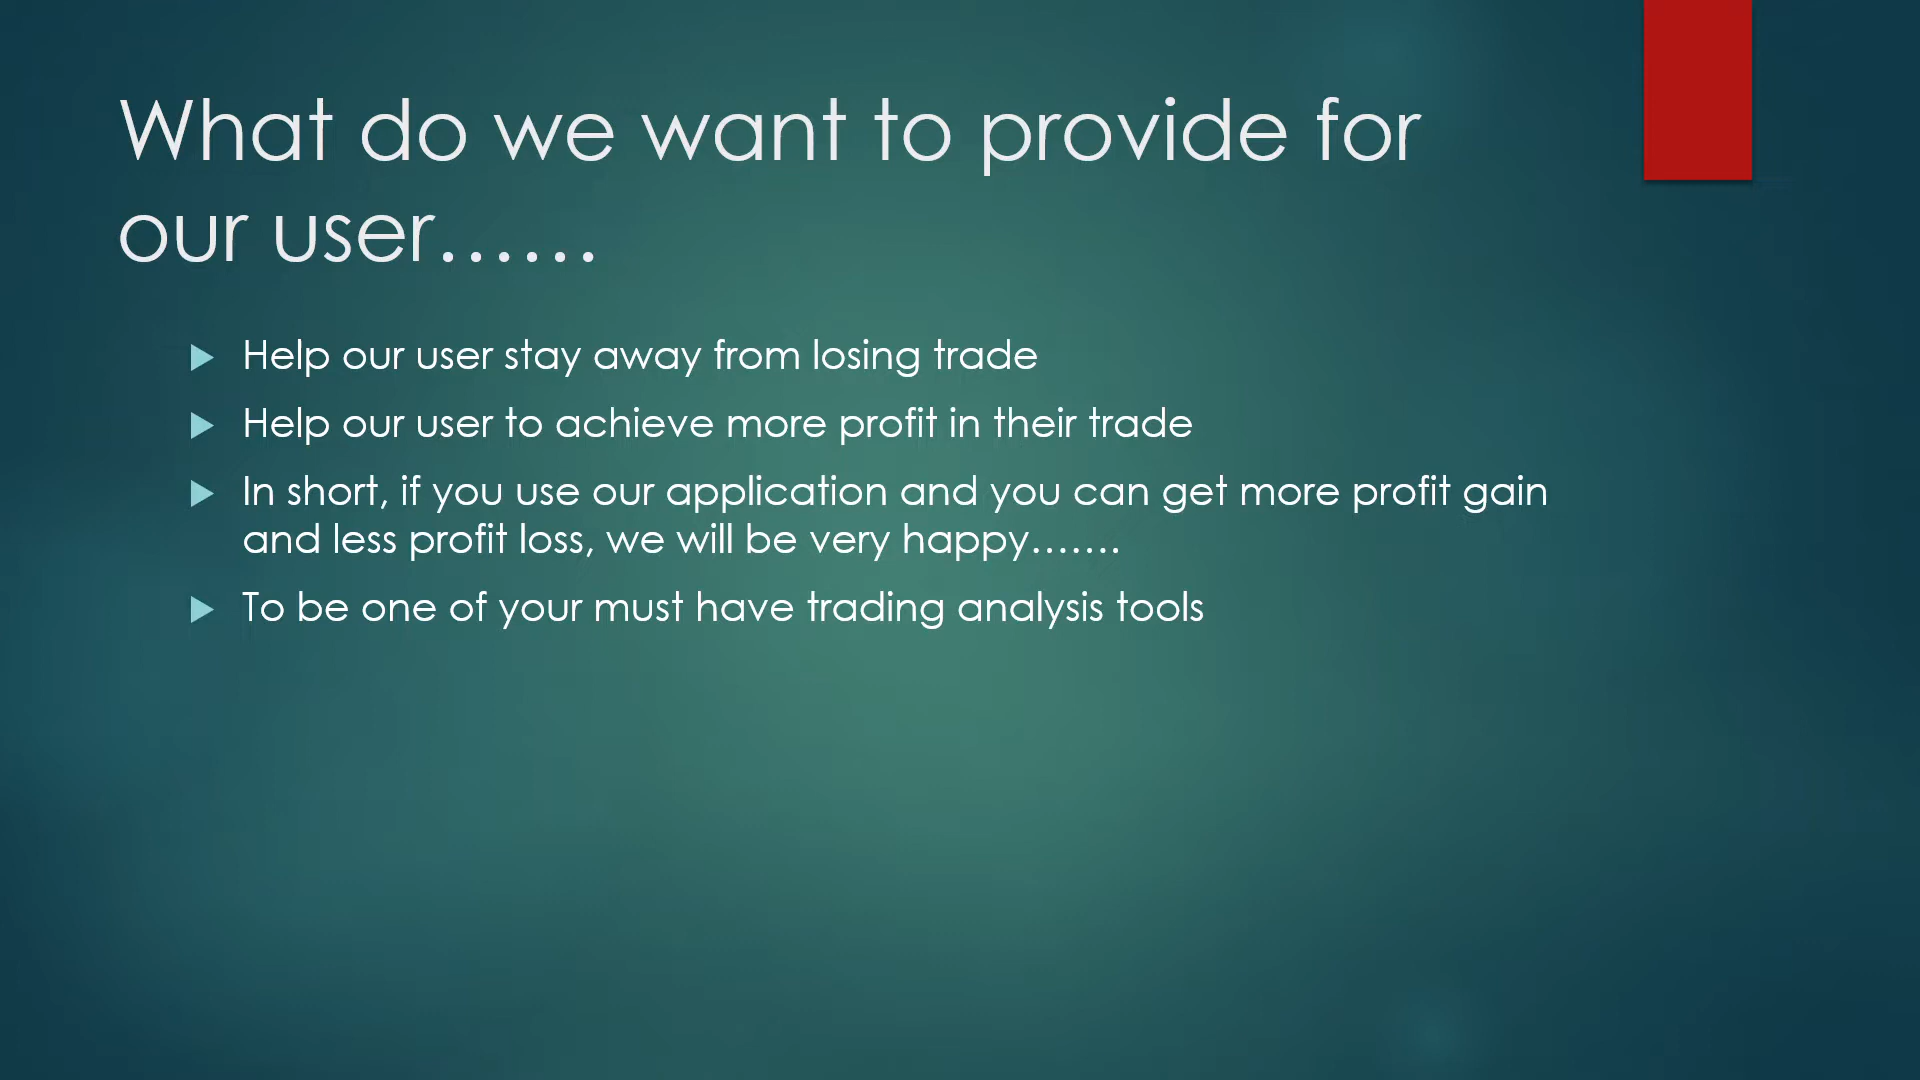 What do we want to provide for
our user……
Help our user stay away from losing trade
Help our user to achieve more profit in their trade
In short, if you use our application and you can get more profit gain
and less profit loss, we will be very happy…….
To be one of your must have trading analysis tools